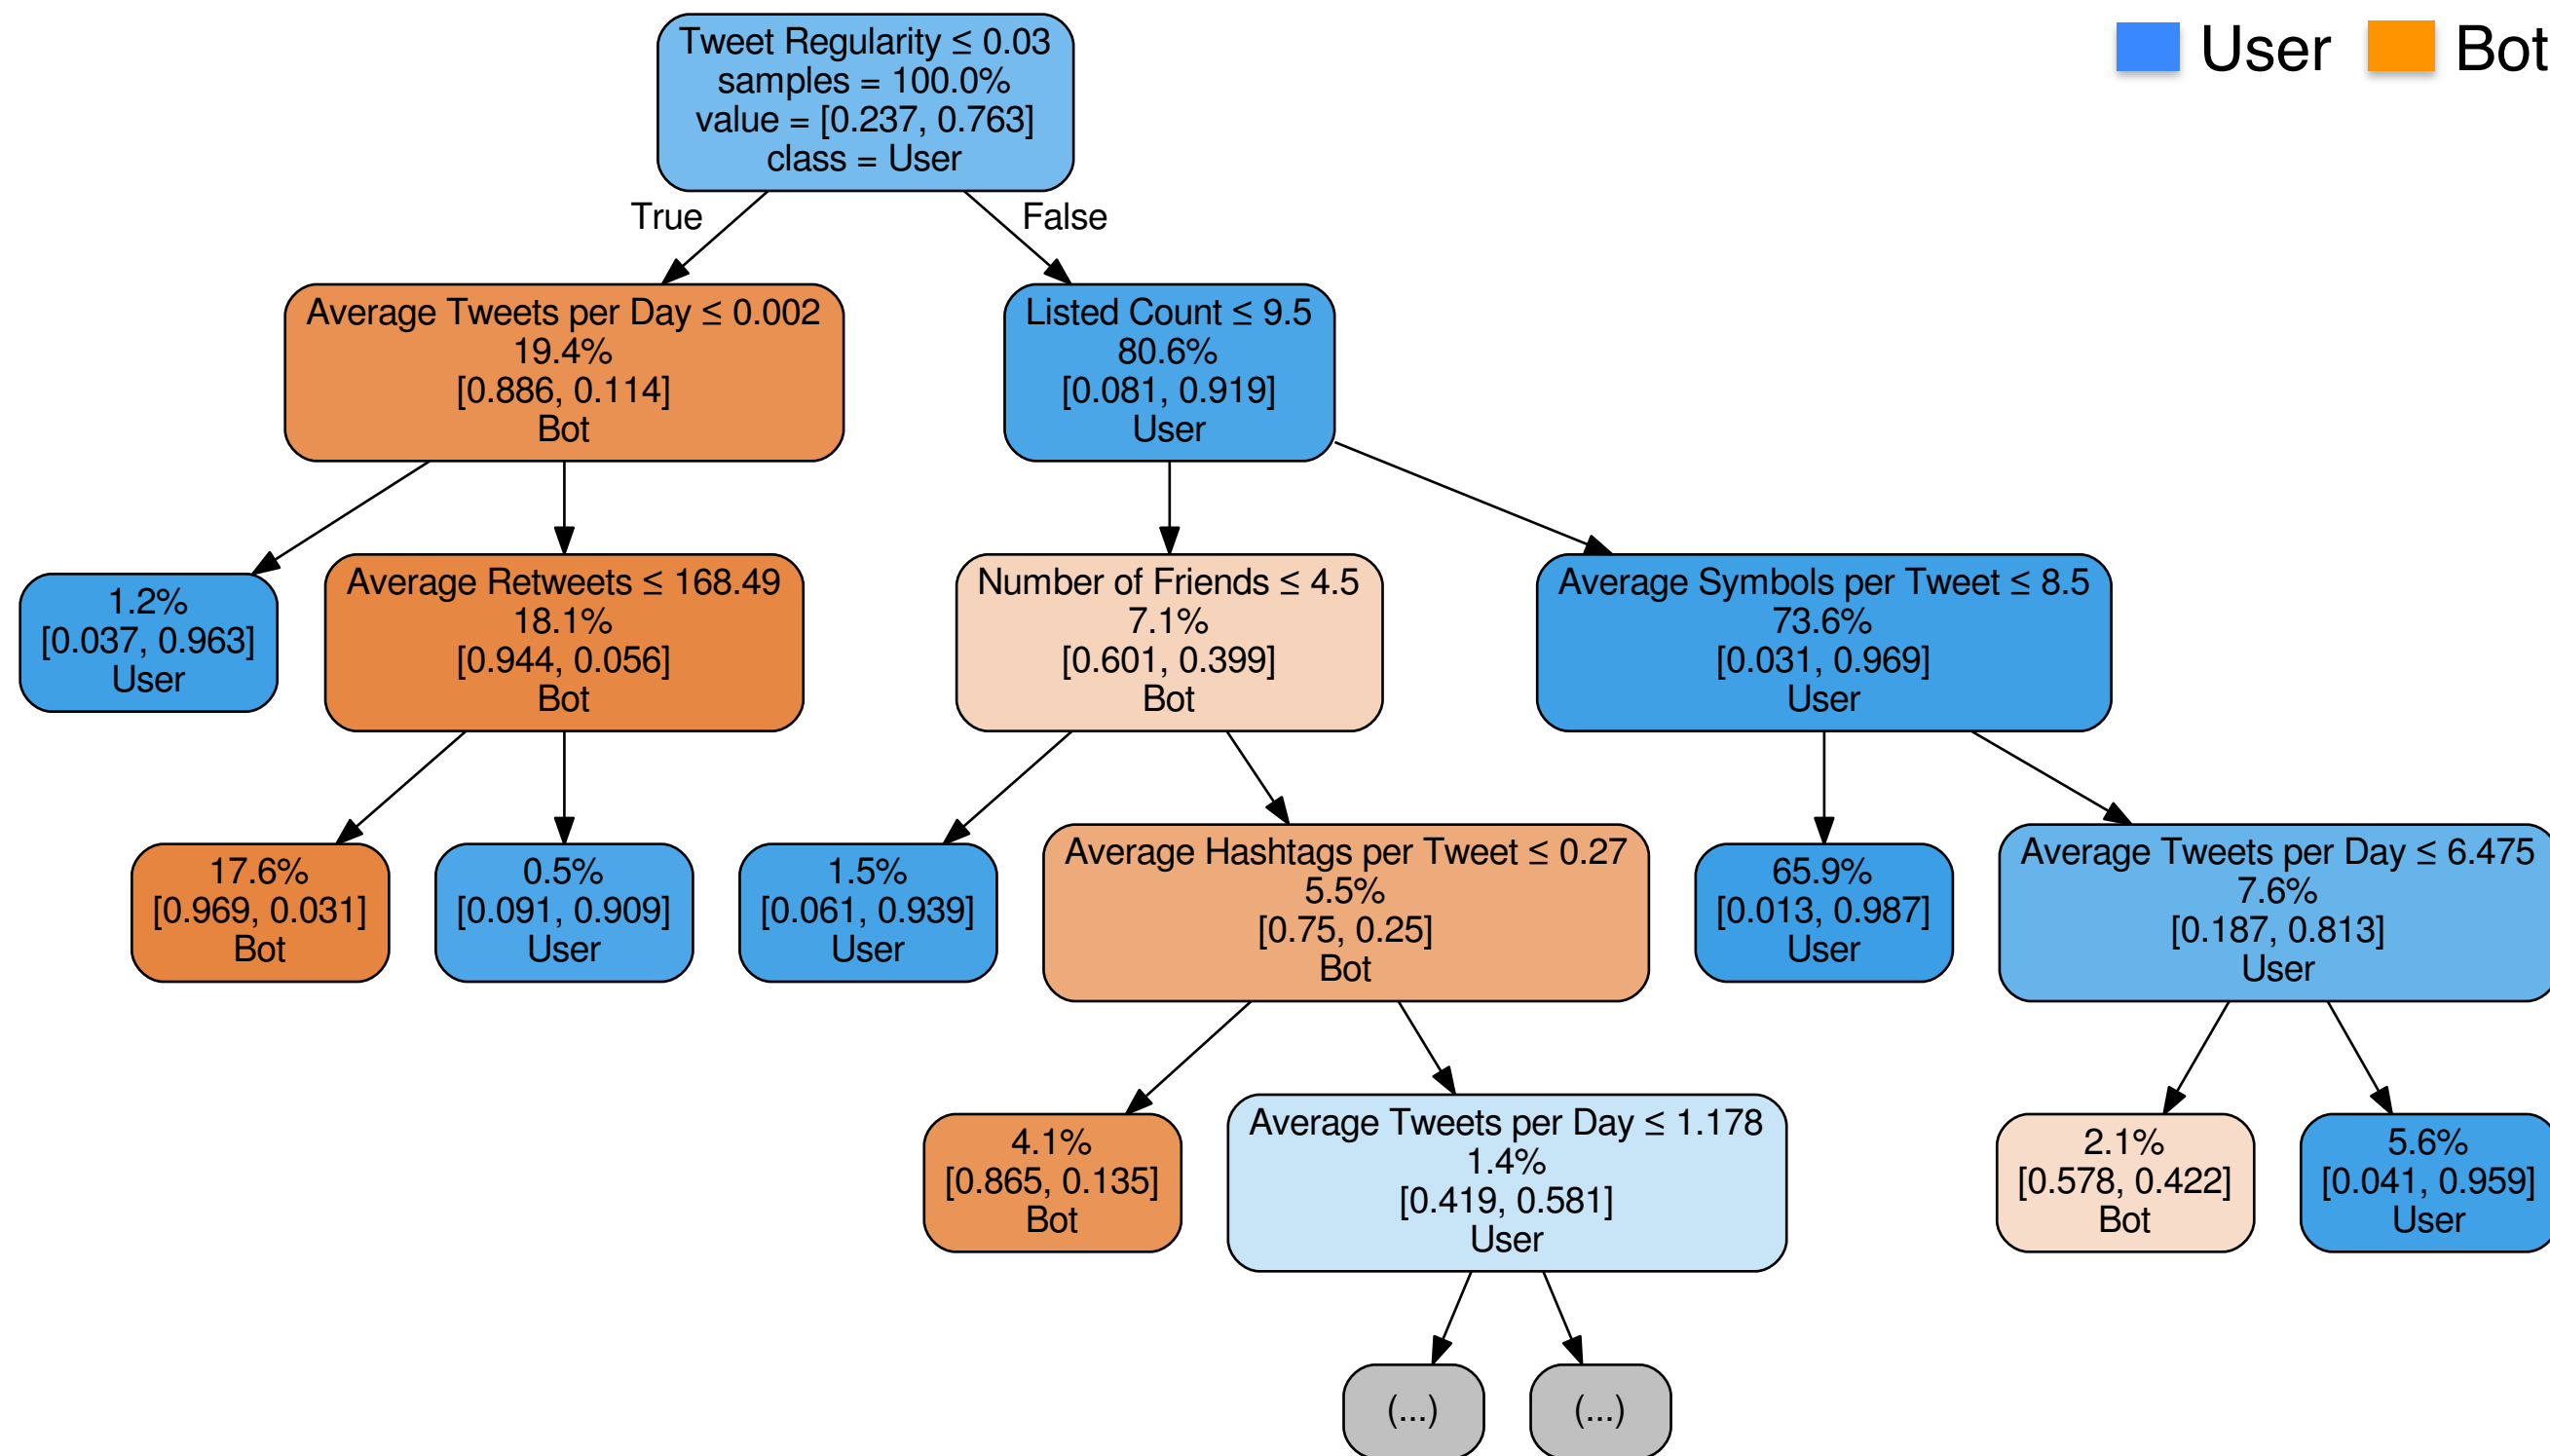 User Bot
Tweet Regularity ≤ 0.03
samples = 100.0%
value = [0.237, 0.763]
class = User
True
False
Average Tweets per Day ≤ 0.002
19.4%
[0.886, 0.114]
Bot
Listed Count ≤ 9.5
80.6%
[0.081, 0.919]
User
1.2%
[0.037, 0.963]
User
Average Retweets ≤ 168.49
18.1%
[0.944, 0.056]
Bot
Number of Friends ≤ 4.5
7.1%
[0.601, 0.399]
Bot
Average Symbols per Tweet ≤ 8.5
73.6%
[0.031, 0.969]
User
17.6%
[0.969, 0.031]
Bot
0.5%
[0.091, 0.909]
User
1.5%
[0.061, 0.939]
User
Average Hashtags per Tweet ≤ 0.27
5.5%
[0.75, 0.25]
Bot
65.9%
[0.013, 0.987]
User
Average Tweets per Day ≤ 6.475
7.6%
[0.187, 0.813]
User
4.1%
[0.865, 0.135]
Bot
Average Tweets per Day ≤ 1.178
1.4%
[0.419, 0.581]
User
2.1%
[0.578, 0.422]
Bot
5.6%
[0.041, 0.959]
User
(...)
(...)